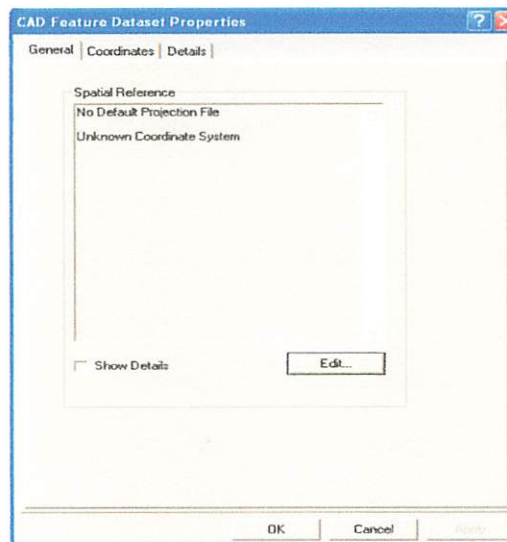 CAD Feature Dataset Properties
General Coordinates Details
Spatial Reference
No Default Projection File
Unknown Coordinate System
Show Details
Edit...
OK Cancel Apply